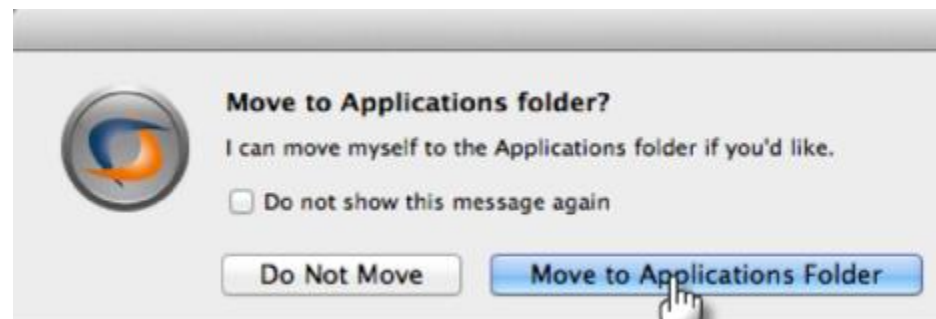 Move to Applications folder?
I can move myself to the Applications folder if you'd like.
Do not show this message again
Do Not Move
Move to Applications Folder